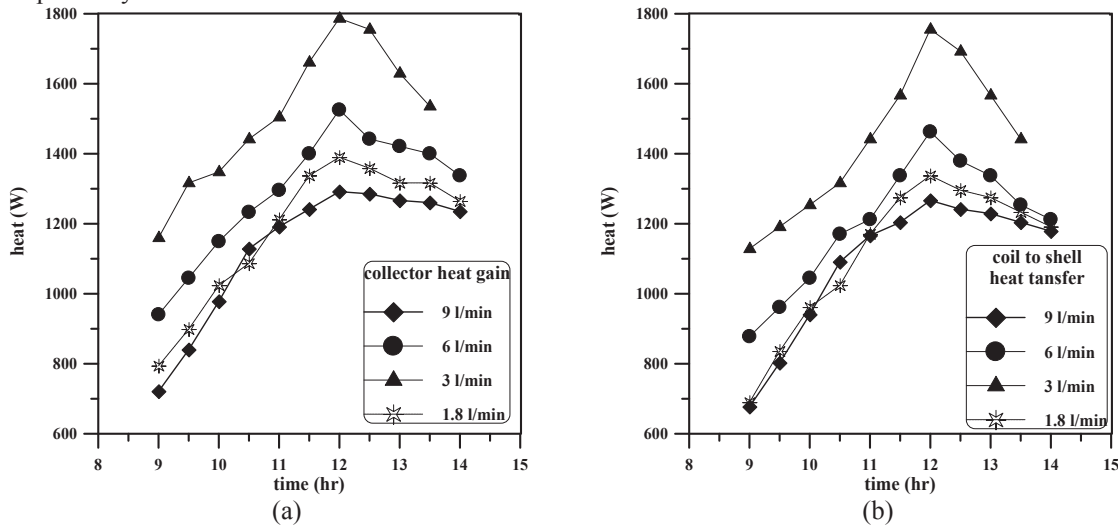 1800
1600
1400
1200
1000
800
600
heat (W)
8 9 10 11 12 13 14 15
time (hr)
collector heat gain
9 l/min
6 l/min
3 l/min
1.8 l/min
(a)
1800
1600
1400
1200
1000
800
600
heat (W)
8 9 10 11 12 13 14 15
time (hr)
coil to shell
heat tansfer
9 l/min
6 l/min
3 l/min
1.8 l/min
(b)